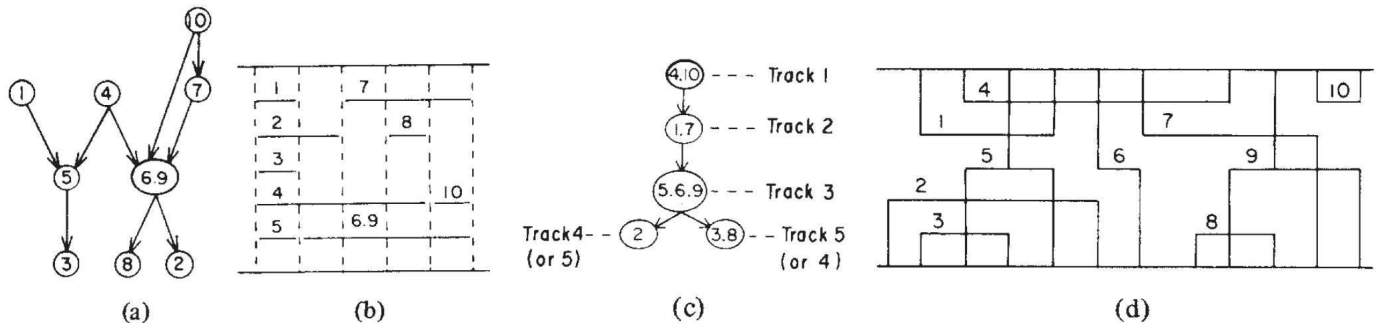 10
1 4 7
5 6.9
3 8 2
(a)
1 7
2 8
3
4 10
5 6.9
(b)
4.10 Track 1
1.7 Track 2
5.6.9 Track 3
Track4 2 3.8 Track 5
(or 5) (or 4)
(c)
4 10
1 7
5 6 9
2
3 8
(d)